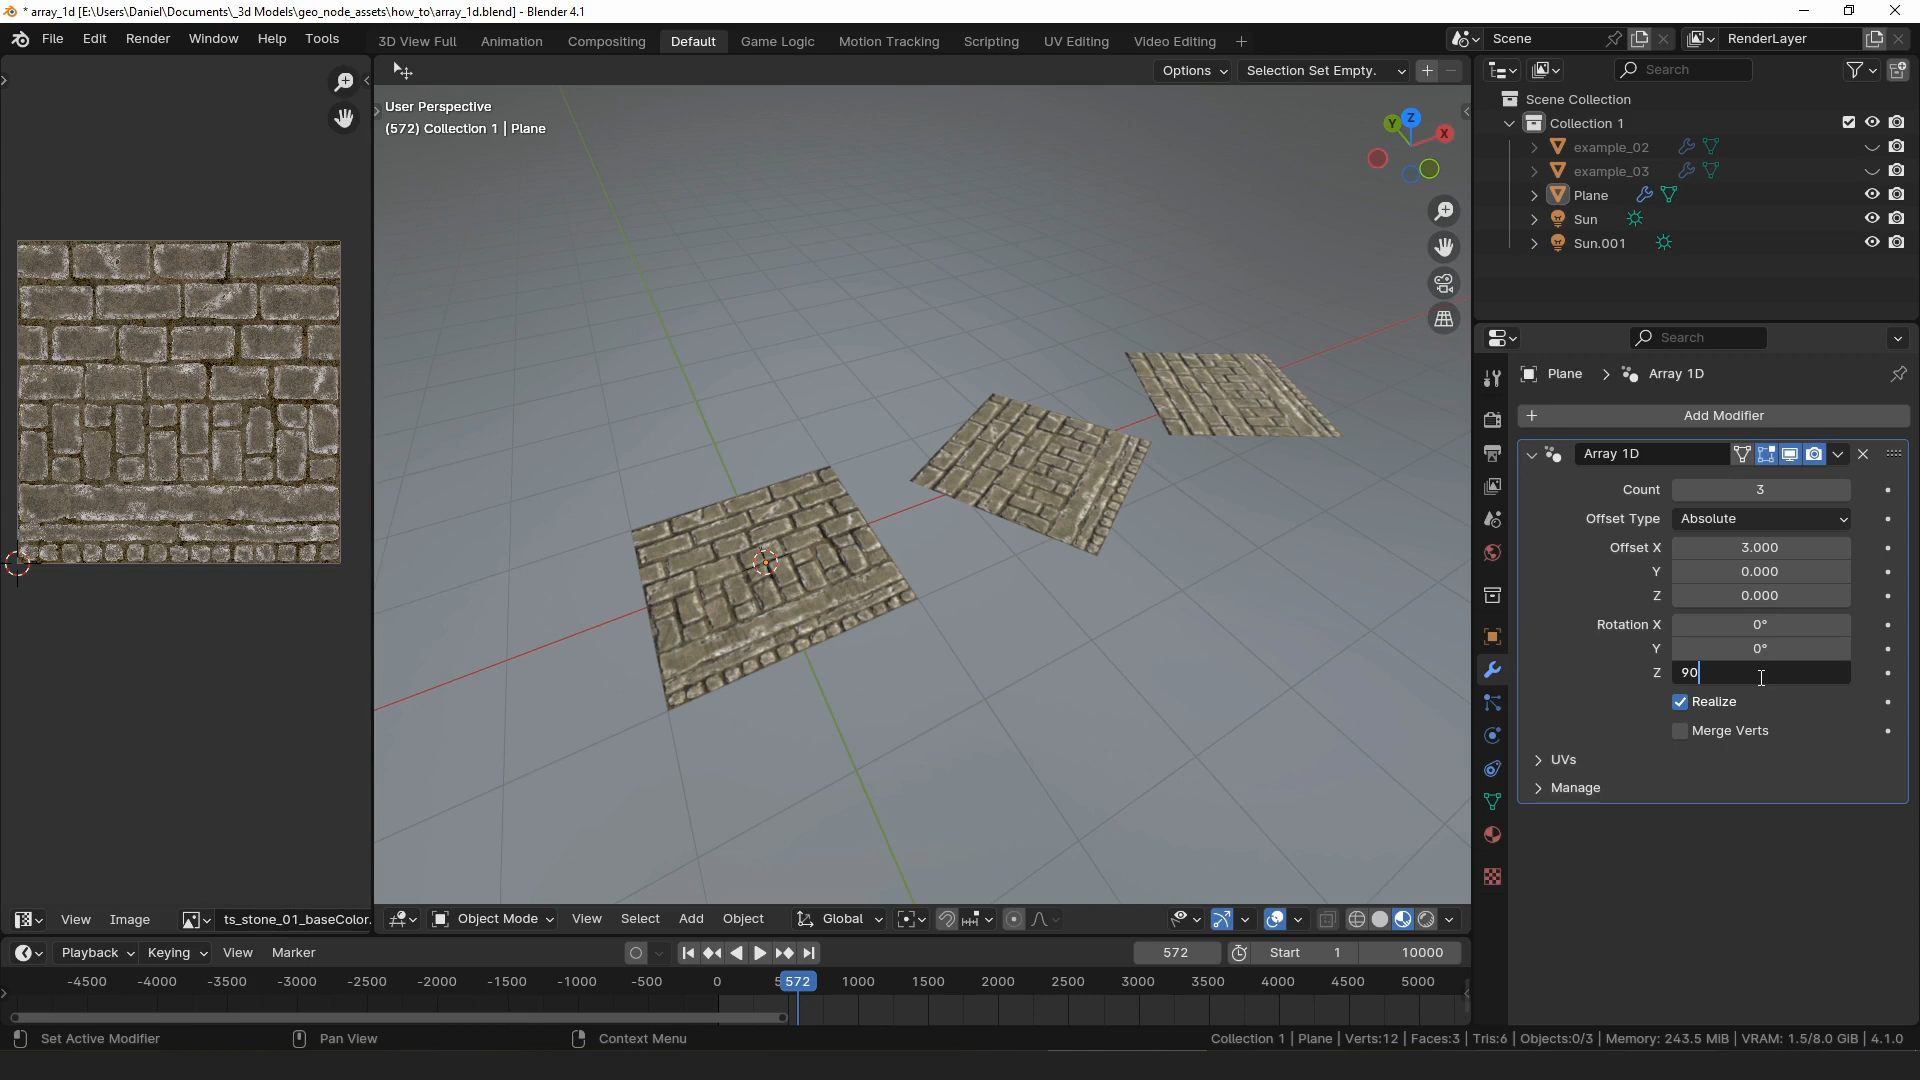 * array_1d [E:\Users\Daniel\Documents\_3d Models\geo_node_assets\how_to\array_1d.blend] - Blender 4.1
File Edit Render Window Help Tools 3D View Full Animation Compositing Default Game Logic Motion Tracking Scripting UV Editing Video Editing + Scene RenderLayer
Options Selection Set Empty.
User Perspective
(572) Collection 1 | Plane
X
Y
Z
Search
Scene Collection
Collection 1
example_02
example_03
Plane
Sun
Sun.001
Search
Plane > Array 1D
+ Add Modifier
Array 1D
Count 3
Offset Type Absolute
Offset X 3.000
Y 0.000
Z 0.000
Rotation X 0°
Y 0°
Z 90
Realize
Merge Verts
UVs
Manage
View Image ts_stone_01_baseColor. Object Mode View Select Add Object Global
Playback Keying View Marker 572 Start 1 10000
-4500 -4000 -3500 -3000 -2500 -2000 -1500 -1000 -500 0 5 572 1000 1500 2000 2500 3000 3500 4000 4500 5000
Set Active Modifier Pan View Context Menu Collection 1 | Plane | Verts:12 | Faces:3 | Tris:6 | Objects:0/3 | Memory: 243.5 MiB | VRAM: 1.5/8.0 GiB | 4.1.0